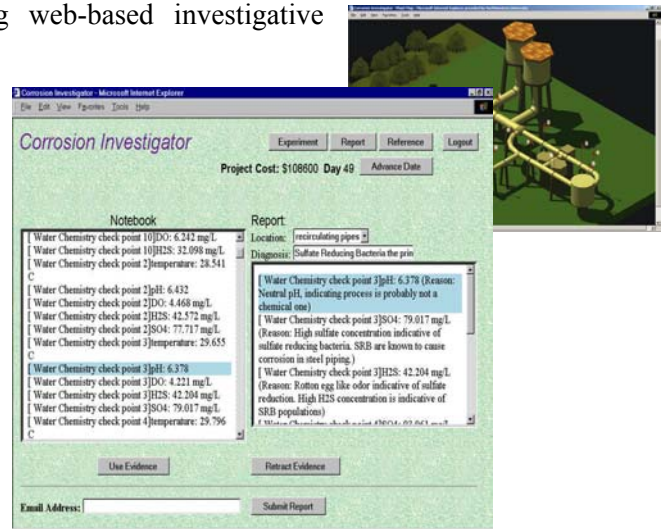 g web-based investigative
Corrosion Investigator - Microsoft Internet Explorer
File Edit View Favorites Tools Help
Corrosion Investigator
Experiment Report Reference Logout
Project Cost: $108600 Day 49 Advance Date
Notebook
[ Water Chemistry check point 10]DO: 6.242 mg/L
[ Water Chemistry check point 10]H2S: 32.098 mg/L
[ Water Chemistry check point 2]temperature: 28.541
C
[ Water Chemistry check point 2]pH: 6.432
[ Water Chemistry check point 2]DO: 4.468 mg/L
[ Water Chemistry check point 2]H2S: 42.572 mg/L
[ Water Chemistry check point 2]SO4: 77.717 mg/L
[ Water Chemistry check point 3]temperature: 29.655
C
[ Water Chemistry check point 3]pH: 6.378
[ Water Chemistry check point 3]DO: 4.221 mg/L
[ Water Chemistry check point 3]H2S: 42.204 mg/L
[ Water Chemistry check point 3]SO4: 79.017 mg/L
[ Water Chemistry check point 4]temperature: 29.796
C
Use Evidence
Report:
Location: recirculating pipes
Diagnosis: Sulfate Reducing Bacteria the prin
[ Water Chemistry check point 3]pH: 6.378 (Reason:
Neutral pH, indicating process is probably not a
chemical one)
[ Water Chemistry check point 3]SO4: 79.017 mg/L
(Reason: High sulfate concentration indicative of
sulfate reducing bacteria. SRB are known to cause
corrosion in steel piping.)
[ Water Chemistry check point 3]H2S: 42.204 mg/L
(Reason: Rotton egg like odor indicative of sulfate
reduction. High H2S concentration is indicative of
SRB populations)
Retract Evidence
Email Address:
Submit Report